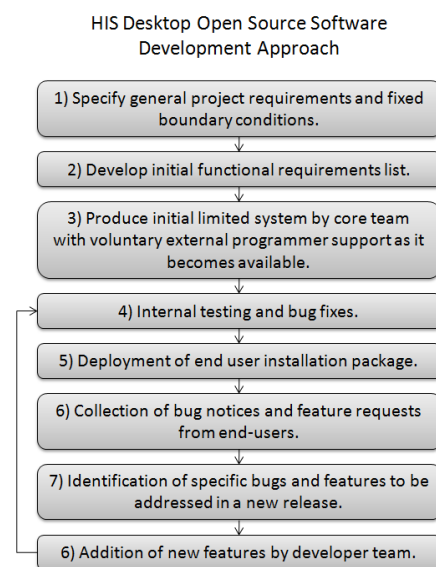 HIS Desktop Open Source Software
Development Approach
1) Specify general project requirements and fixed
boundary conditions.
2) Develop initial functional requirements list.
3) Produce initial limited system by core team
with voluntary external programmer support as it
becomes available.
4) Internal testing and bug fixes.
5) Deployment of end user installation package.
6) Collection of bug notices and feature requests
from end-users.
7) Identification of specific bugs and features to be
addressed in a new release.
6) Addition of new features by developer team.